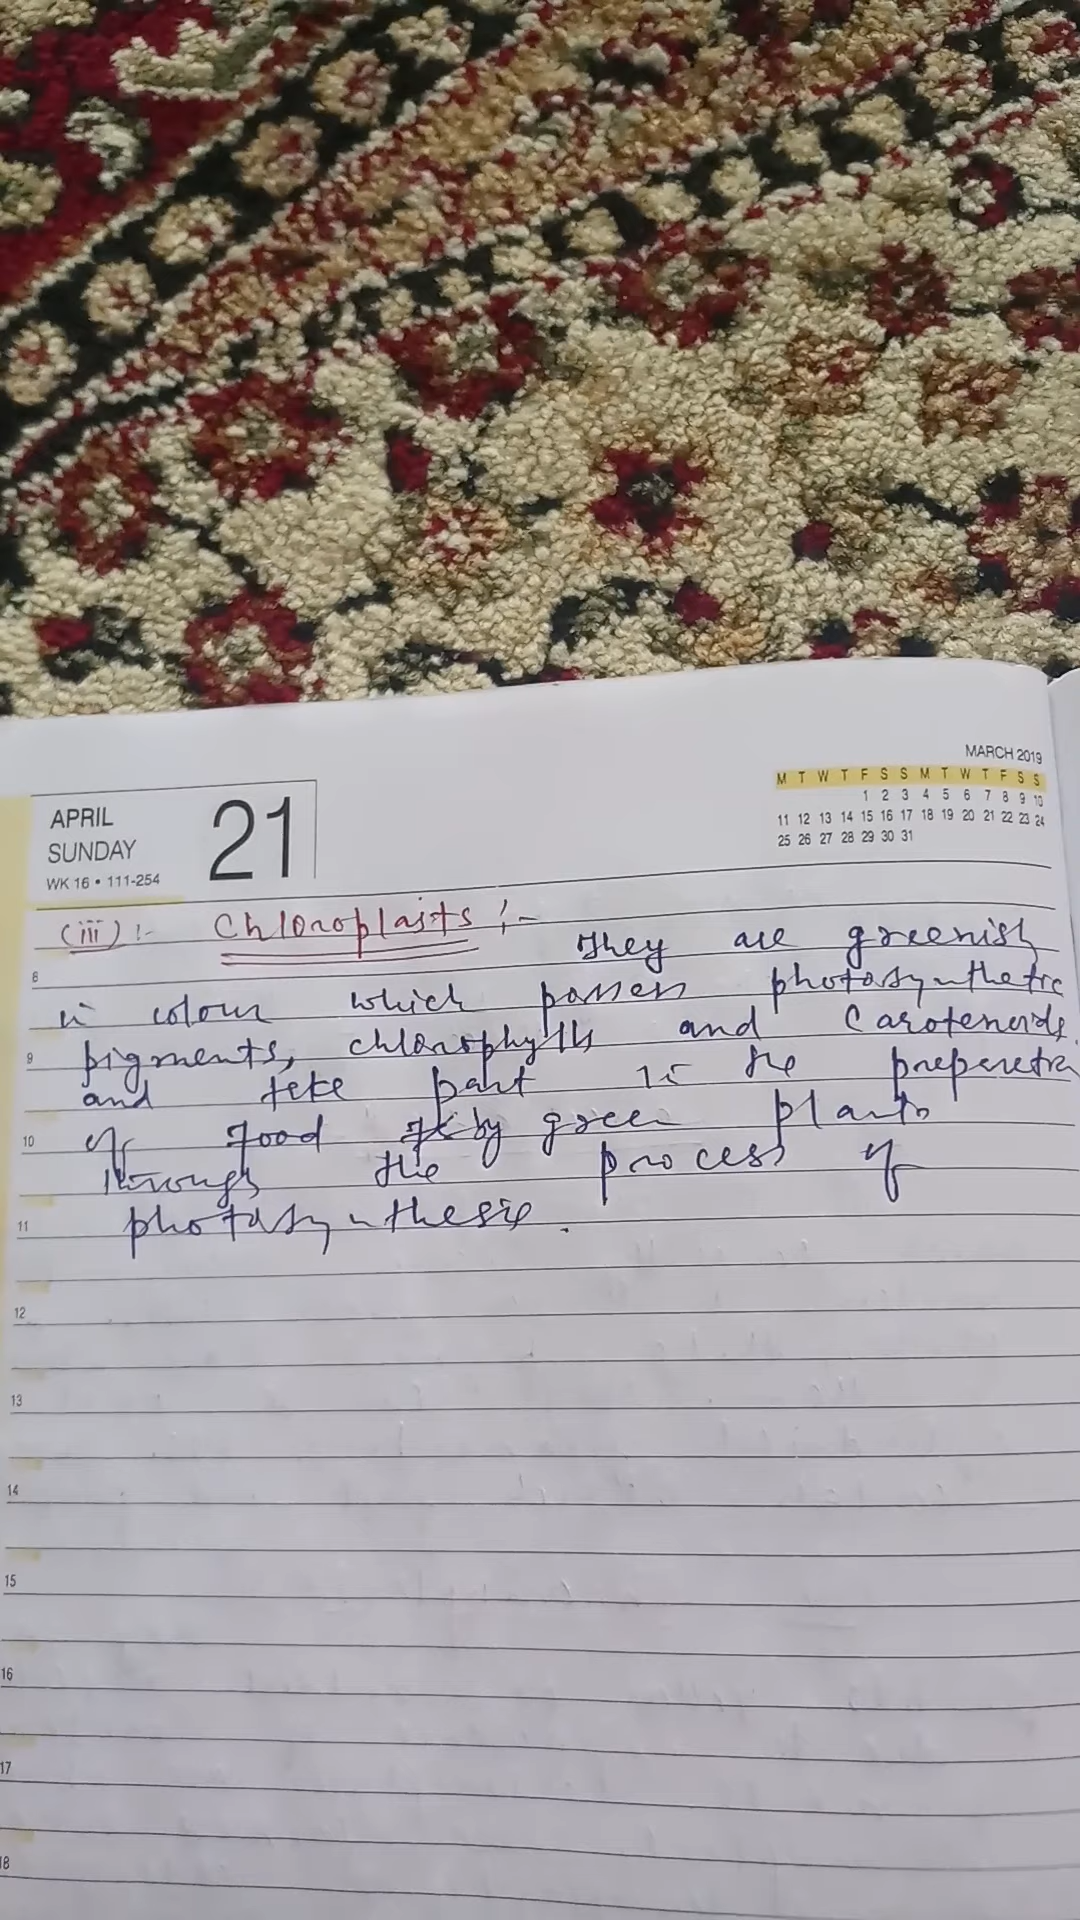 MARCH 2019
M T W T F S S M T W T F S S
1 2 3 4 5 6 7 8 9 10
11 12 13 14 15 16 17 18 19 20 21 22 23 24
25 26 27 28 29 30 31
APRIL
SUNDAY
WK 16 • 111-254
21
(iii) :- Chloroplasts :-
They are greenish
8
in colour which possess photosynthetic
9
pigments, chlorophylls and Carotenoids
and take part in the preperation
10
of food by green plants
through the process of
11
photosynthesis.
12
13
14
15
16
17
18